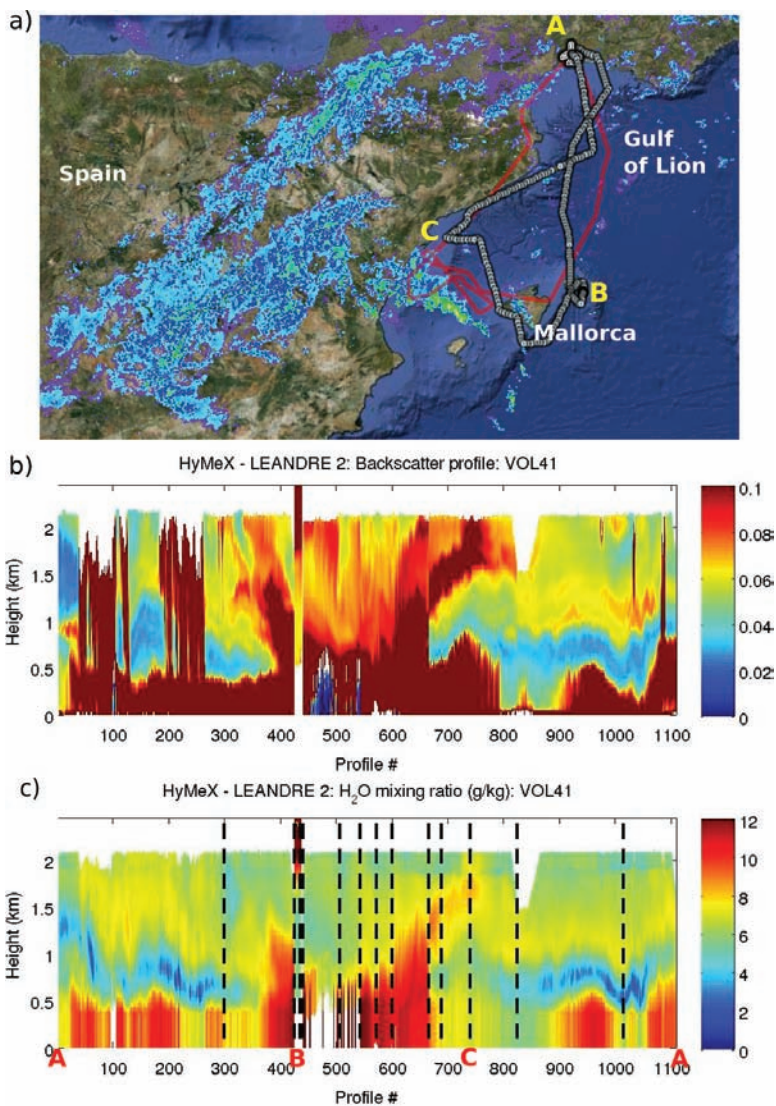 a)
A
Spain
Gulf
of Lion
C
B
Mallorca
b)
HyMeX - LEANDRE 2: Backscatter profile: VOL41
Height (km)
2
1.5
1
0.5
0
100 200 300 400 500 600 700 800 900 1000 1100
Profile #
0.1
0.08
0.06
0.04
0.02
0
c)
HyMeX - LEANDRE 2: H₂O mixing ratio (g/kg): VOL41
Height (km)
2
1.5
1
0.5
0
A B C A
100 200 300 400 500 600 700 800 900 1000 1100
Profile #
12
10
8
6
4
2
0